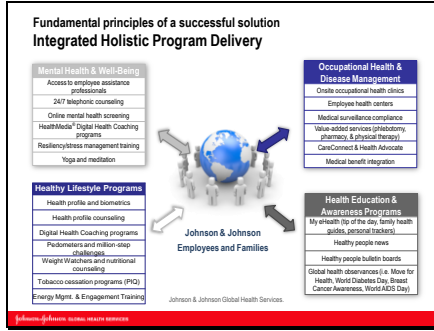 Fundamental principles of a successful solution
Integrated Holistic Program Delivery
Mental Health & Well-Being
Access to employee assistance
professionals
24/7 telephonic counseling
Online mental health screening
HealthMedia® Digital Health Coaching
programs
Resiliency/stress management training
Yoga and meditation
Occupational Health &
Disease Management
Onsite occupational health clinics
Employee health centers
Medical surveillance compliance
Value-added services (phlebotomy,
pharmacy, & physical therapy)
CareConnect & Health Advocate
Medical benefit integration
Healthy Lifestyle Programs
Health profile and biometrics
Health profile counseling
Digital Health Coaching programs
Pedometers and million-step
challenges
Weight Watchers and nutritional
counseling
Tobacco cessation programs (PIQ)
Energy Mgmt. & Engagement Training
Johnson & Johnson
Employees and Families
Health Education &
Awareness Programs
My eHealth (tip of the day, family health
guides, personal trackers)
Healthy people news
Healthy people bulletin boards
Global health observances (i.e. Move for
Health, World Diabetes Day, Breast
Cancer Awareness, World AIDS Day)
Johnson & Johnson Global Health Services.
Johnson & Johnson GLOBAL HEALTH SERVICES